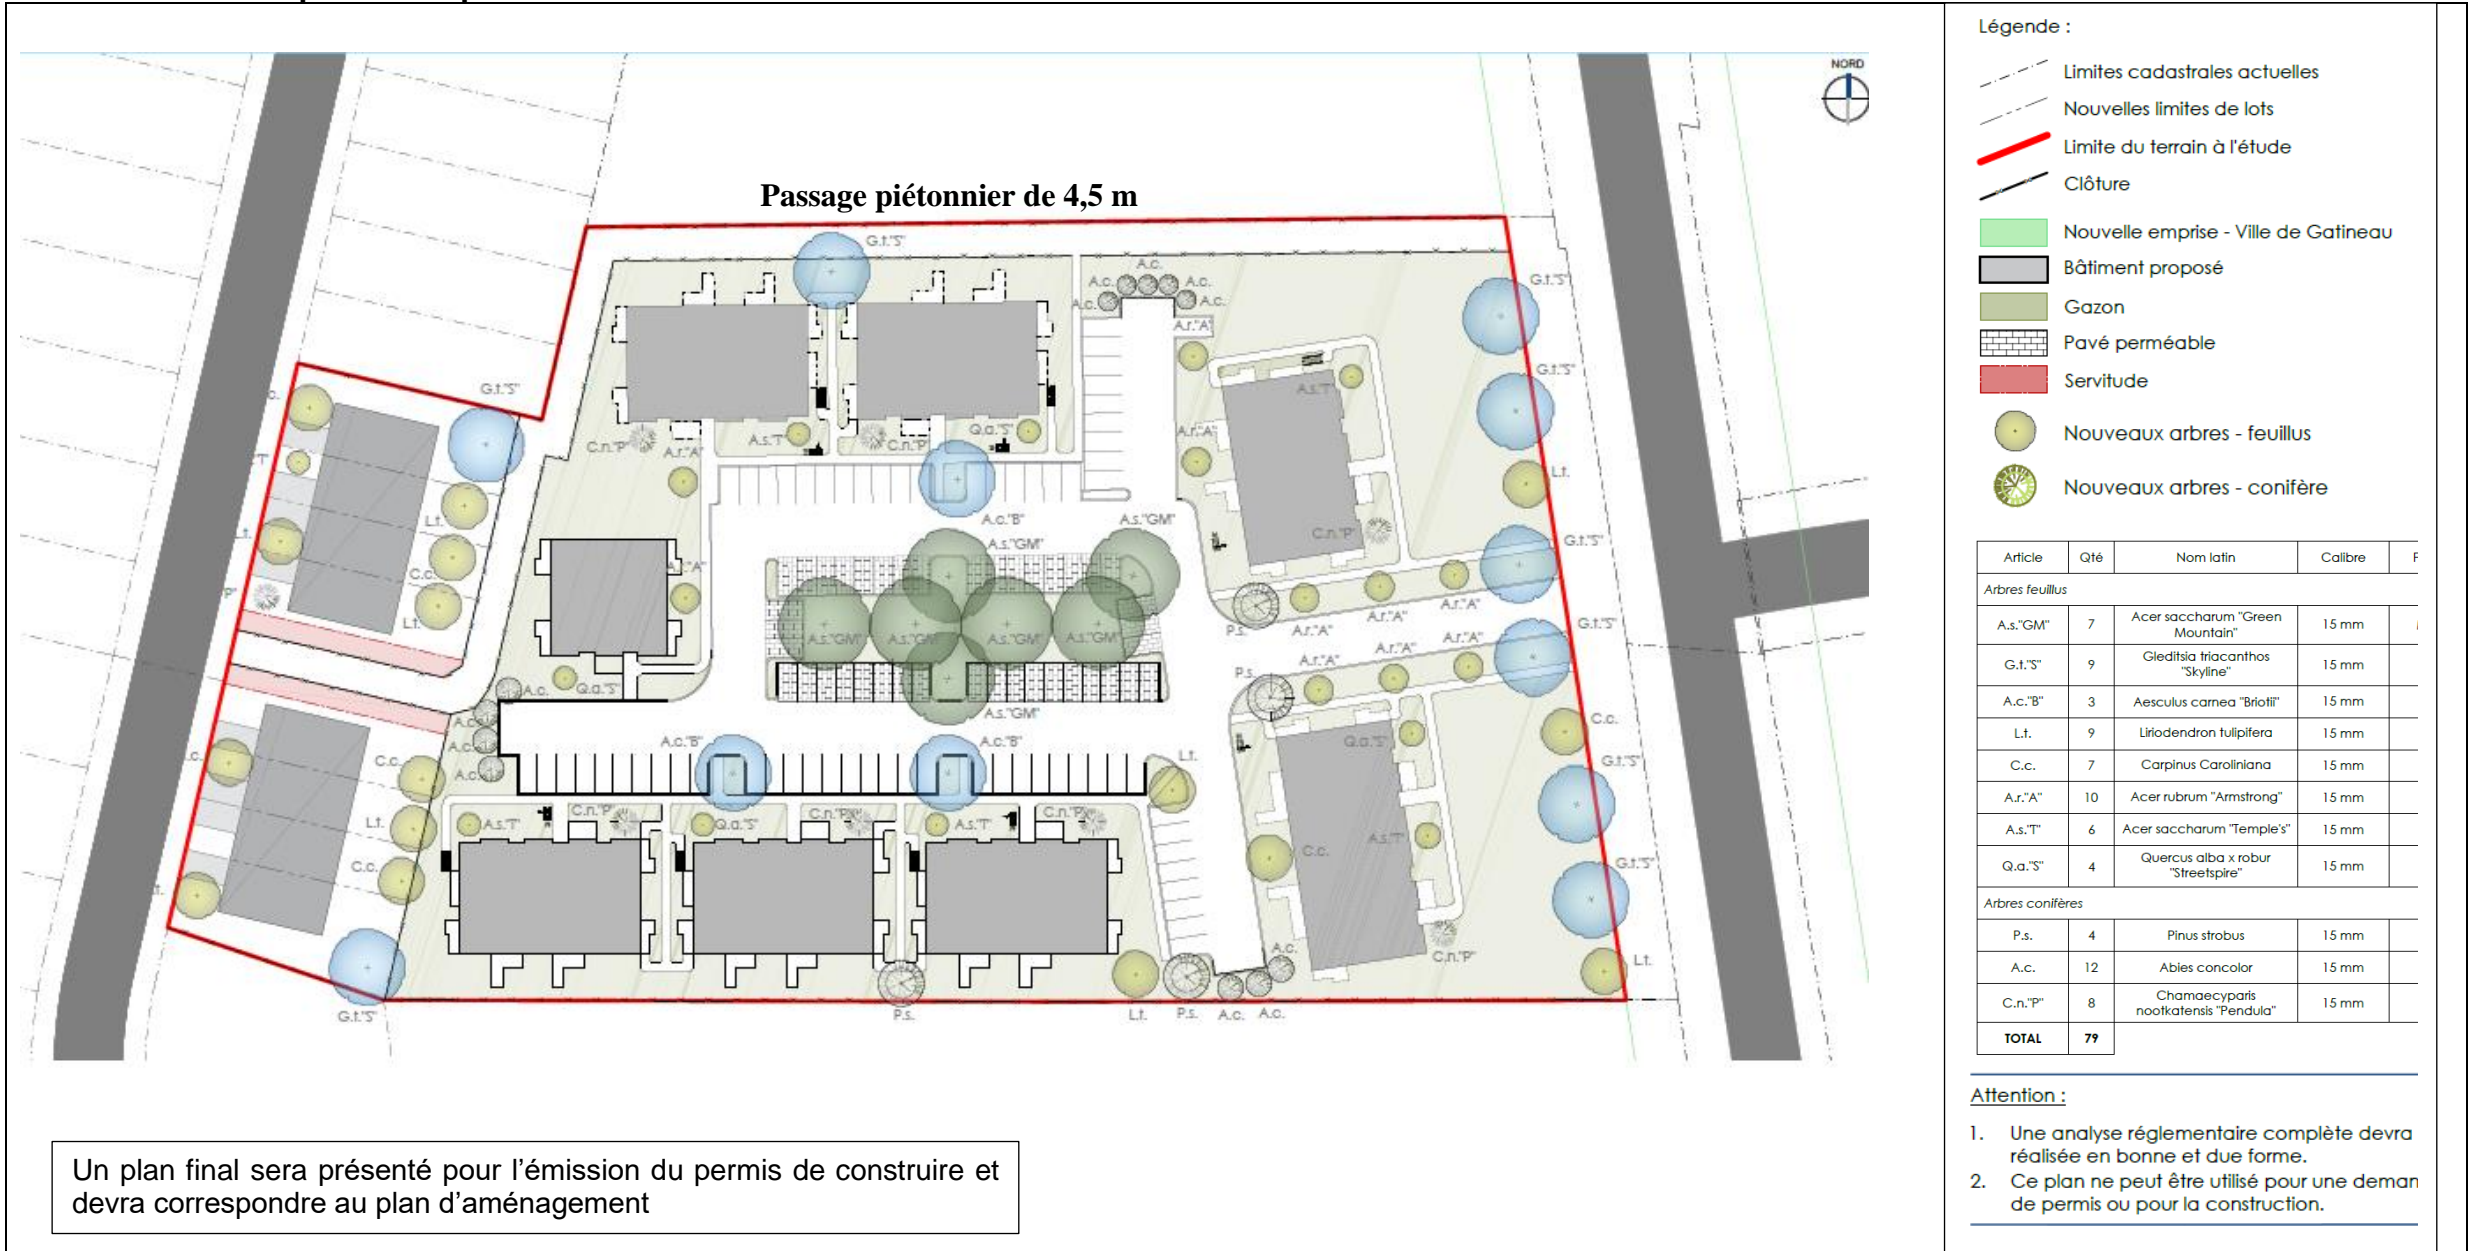 Passage piétonnier de 4,5 m
NORD
G.t."S"
A.c.
A.c.
A.c.
A.c.
A.c.
G.t."S"
A.r."A"
G.t."S"
G.t."S"
A.s."T"
C.n."P"
A.r."A"
A.s."T"
C.n."P"
Q.a."S"
A.r."A"
L.t.
L.t.
L.t.
A.c."B"
A.s."GM"
A.s."GM"
C.n."P"
G.t."S"
C.c.
A.r."A"
P"
L.t.
A.s."GM"
A.s."GM"
A.s."GM"
A.s."GM"
P.s.
A.r."A"
A.r."A"
A.r."A"
A.r."A"
A.r."A"
A.r."A"
G.t."S"
P.s.
A.c.
Q.a."S"
A.s."GM"
A.c.
A.c.
A.c.
A.c."B"
A.c."B"
L.t.
Q.a."S"
C.c.
G.t."S"
C.c.
L.t.
C.c.
A.s."T"
C.n."P"
Q.a."S"
C.n."P"
A.s."T"
C.n."P"
C.c.
A.s."T"
G.t."S"
C.n."P"
A.c.
L.t.
G.t."S"
P.s.
L.t.
P.s.
A.c.
A.c.
Un plan final sera présenté pour l'émission du permis de construire et
devra correspondre au plan d'aménagement
Légende :
Limites cadastrales actuelles
Nouvelles limites de lots
Limite du terrain à l'étude
Clôture
Nouvelle emprise - Ville de Gatineau
Bâtiment proposé
Gazon
Pavé perméable
Servitude
Nouveaux arbres - feuillus
Nouveaux arbres - conifère
Article Qté Nom latin Calibre
Arbres feuillus
A.s."GM" 7 Acer saccharum "Green Mountain" 15 mm
G.t."S" 9 Gleditsia triacanthos "Skyline" 15 mm
A.c."B" 3 Aesculus carnea "Briotii" 15 mm
L.t. 9 Liriodendron tulipifera 15 mm
C.c. 7 Carpinus Caroliniana 15 mm
A.r."A" 10 Acer rubrum "Armstrong" 15 mm
A.s."T" 6 Acer saccharum "Temple's" 15 mm
Q.a."S" 4 Quercus alba x robur "Streetspire" 15 mm
Arbres conifères
P.s. 4 Pinus strobus 15 mm
A.c. 12 Abies concolor 15 mm
C.n."P" 8 Chamaecyparis nootkatensis "Pendula" 15 mm
TOTAL 79
Attention :
1. Une analyse réglementaire complète devra
réalisée en bonne et due forme.
2. Ce plan ne peut être utilisé pour une deman
de permis ou pour la construction.